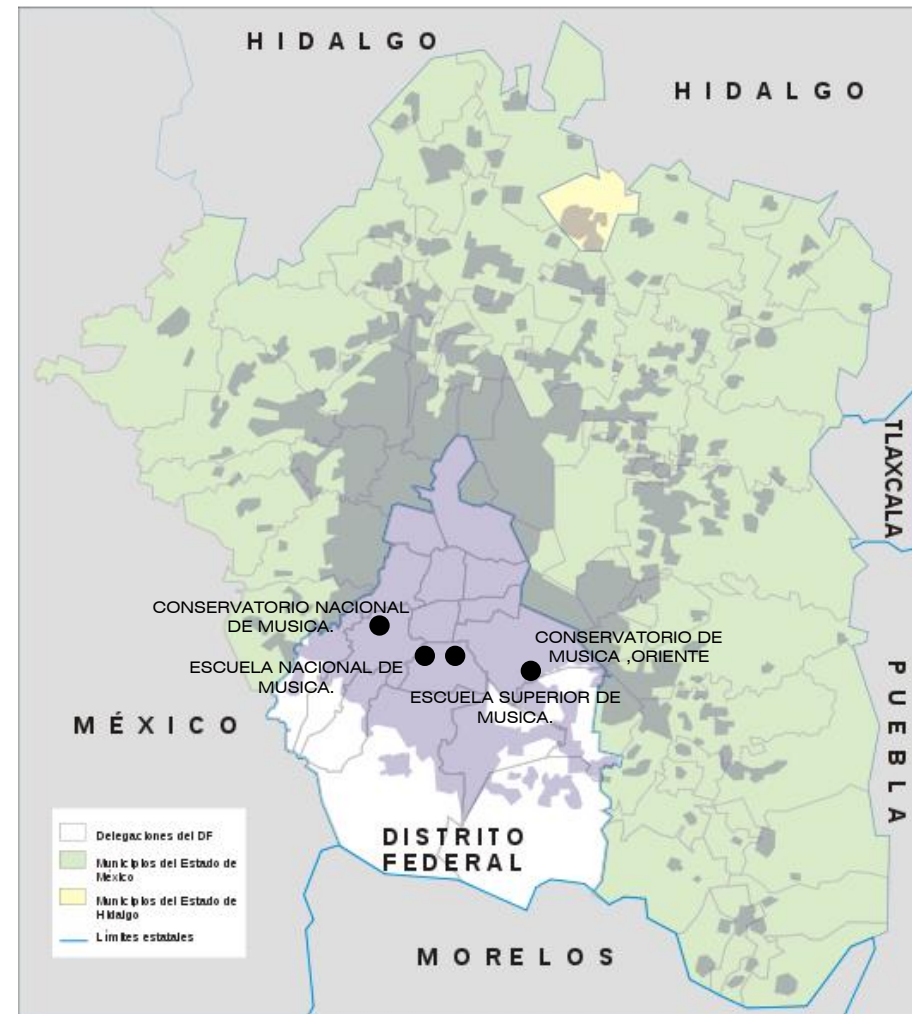 HIDALGO
HIDALGO
TLAXCALA
CONSERVATORIO NACIONAL
DE MUSICA.
ESCUELA NACIONAL DE
MUSICA.
CONSERVATORIO DE
MUSICA ,ORIENTE
ESCUELA SUPERIOR DE
MUSICA.
MÉXICO
PUEBLA
DISTRITO
FEDERAL
MORELOS
Delegaciones del DF
Municipios del Estado de
México
Municipios del Estado de
Hidalgo
Límites estatales